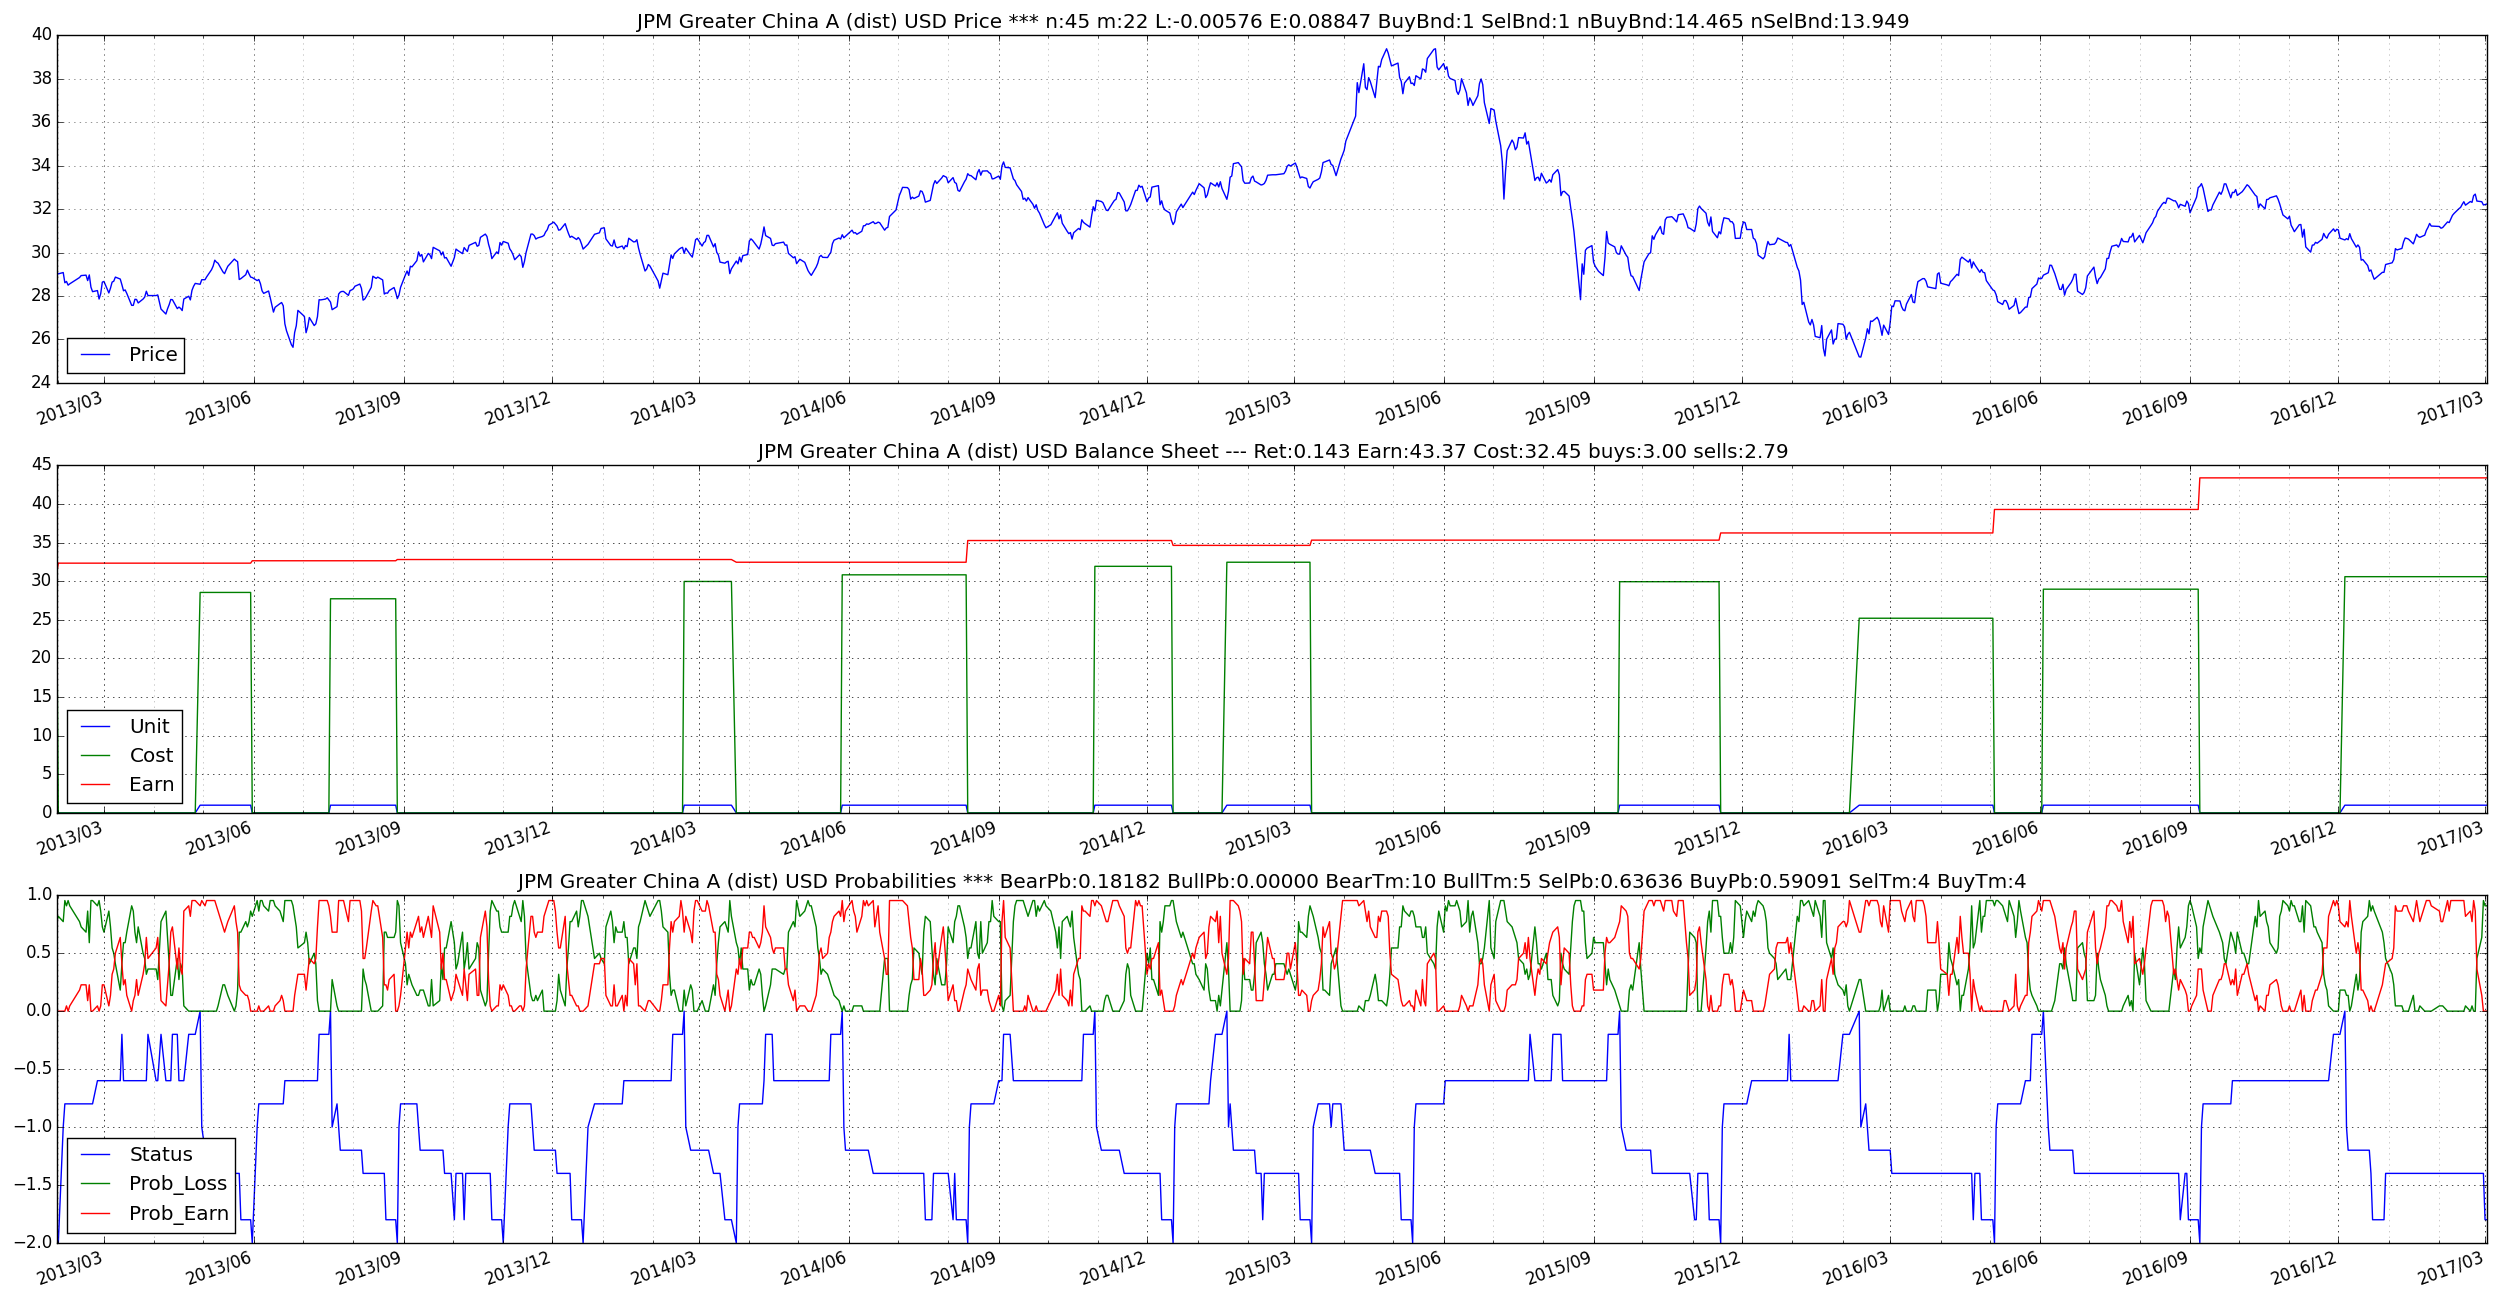 JPM Greater China A (dist) USD Price *** n:45 m:22 L:-0.00576 E:0.08847 BuyBnd:1 SelBnd:1 nBuyBnd:14.465 nSelBnd:13.949
40
38
36
34
32
30
28
26
24
Price
2013/03 2013/06 2013/09 2013/12 2014/03 2014/06 2014/09 2014/12 2015/03 2015/06 2015/09 2015/12 2016/03 2016/06 2016/09 2016/12 2017/03
JPM Greater China A (dist) USD Balance Sheet --- Ret:0.143 Earn:43.37 Cost:32.45 buys:3.00 sells:2.79
45
40
35
30
25
20
15
10
5
0
Unit
Cost
Earn
2013/03 2013/06 2013/09 2013/12 2014/03 2014/06 2014/09 2014/12 2015/03 2015/06 2015/09 2015/12 2016/03 2016/06 2016/09 2016/12 2017/03
JPM Greater China A (dist) USD Probabilities *** BearPb:0.18182 BullPb:0.00000 BearTm:10 BullTm:5 SelPb:0.63636 BuyPb:0.59091 SelTm:4 BuyTm:4
1.0
0.5
0.0
−0.5
−1.0
−1.5
−2.0
Status
Prob_Loss
Prob_Earn
2013/03 2013/06 2013/09 2013/12 2014/03 2014/06 2014/09 2014/12 2015/03 2015/06 2015/09 2015/12 2016/03 2016/06 2016/09 2016/12 2017/03